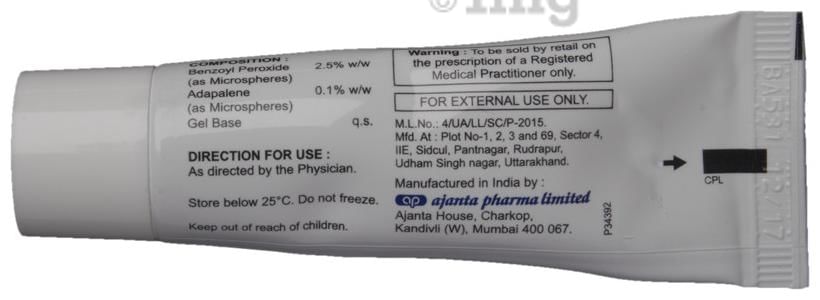 COMPOSITION :
Benzoyl Peroxide 2.5% w/w
(as Microspheres)
Adapalene 0.1% w/w
(as Microspheres)
Gel Base q.s.
DIRECTION FOR USE :
As directed by the Physician.
Store below 25°C. Do not freeze.
Keep out of reach of children.
Warning : To be sold by retail on
the prescription of a Registered
Medical Practitioner only.
FOR EXTERNAL USE ONLY.
M.L.No.: 4/UA/LL/SC/P-2015.
Mfd. At : Plot No-1, 2, 3 and 69, Sector 4,
IIE, Sidcul, Pantnagar, Rudrapur,
Udham Singh nagar, Uttarakhand.
Manufactured in India by :
ap ajanta pharma limited
Ajanta House, Charkop,
Kandivli (W), Mumbai 400 067.
P34392
CPL
12/17